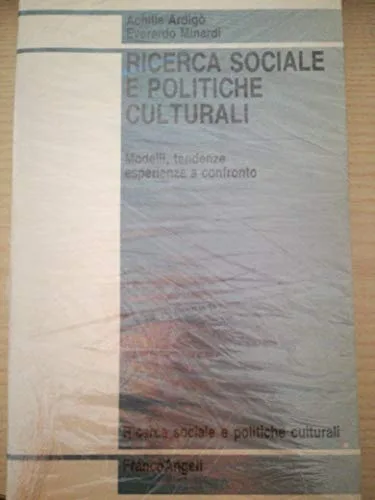 Achille Ardigò
Everardo Minardi
RICERCA SOCIALE
E POLITICHE
CULTURALI
Modelli, tendenze
esperienze a confronto
Ricerca sociale e politiche culturali
FrancoAngeli